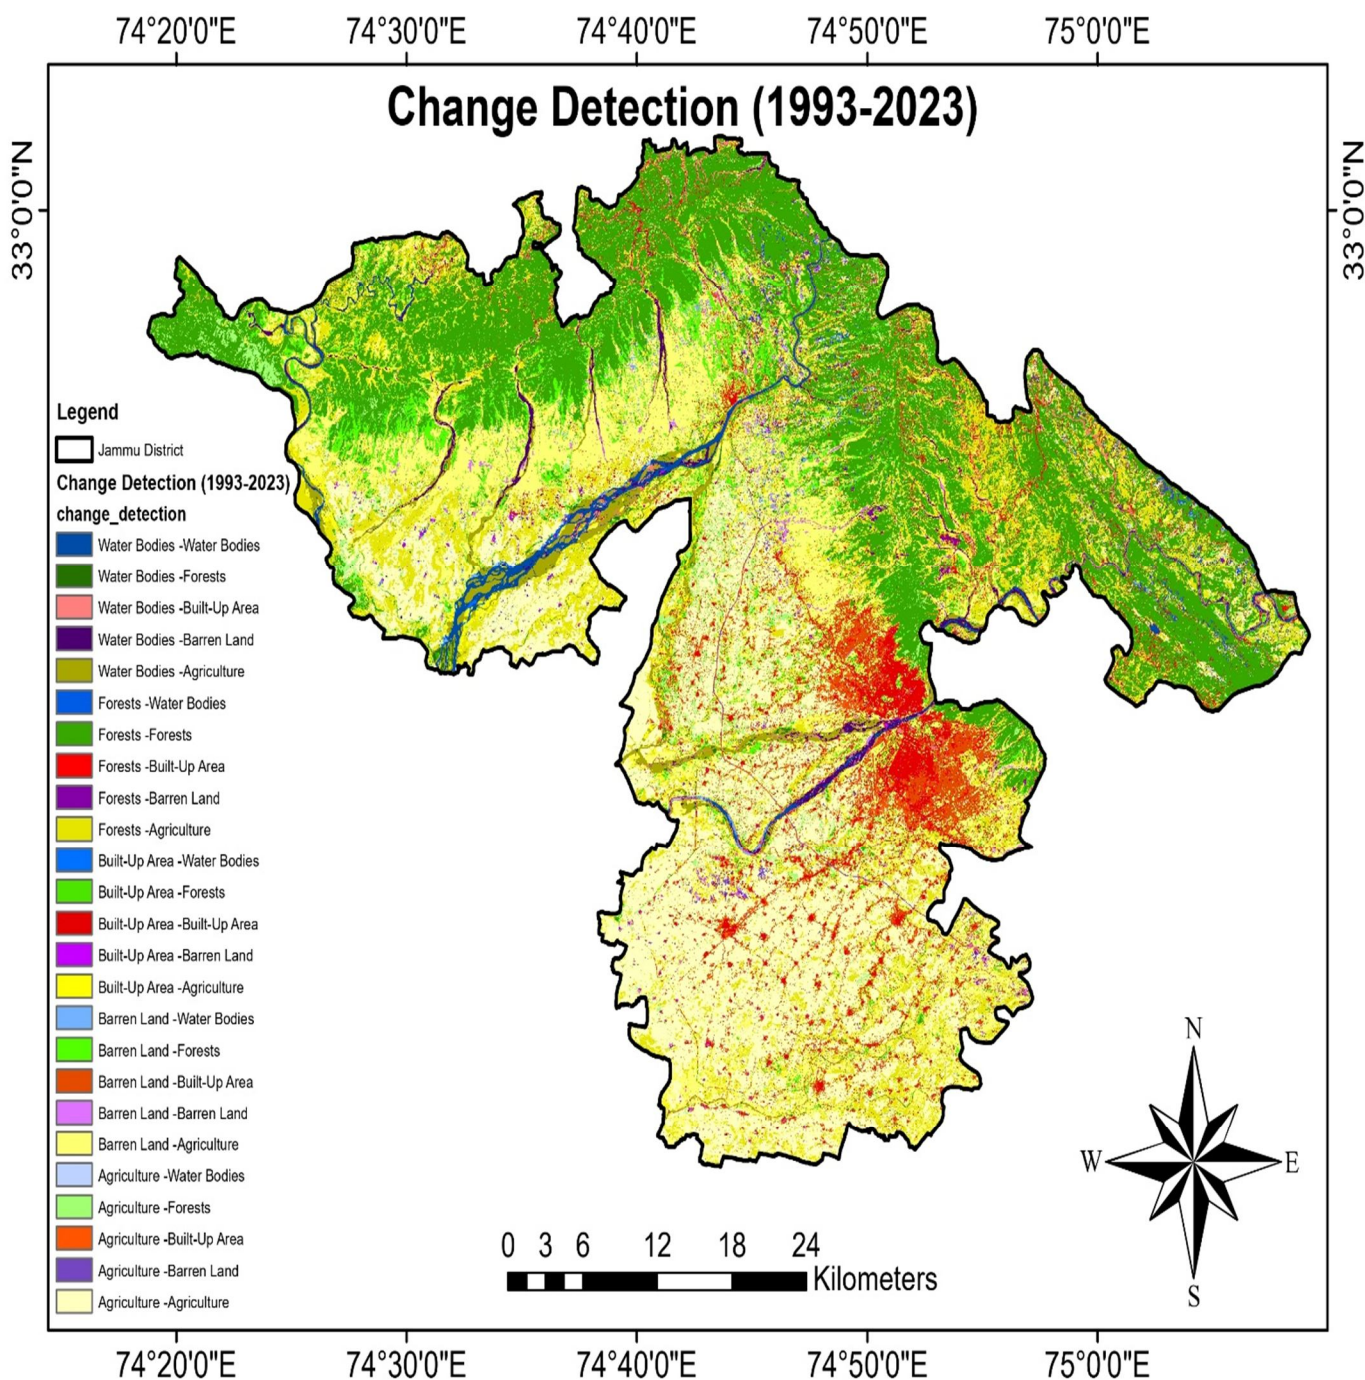 74°20'0"E 74°30'0"E 74°40'0"E 74°50'0"E 75°0'0"E
Change Detection (1993-2023)
33°0'0"N
33°0'0"N
Legend
Jammu District
Change Detection (1993-2023)
change_detection
Water Bodies -Water Bodies
Water Bodies -Forests
Water Bodies -Built-Up Area
Water Bodies -Barren Land
Water Bodies -Agriculture
Forests -Water Bodies
Forests -Forests
Forests -Built-Up Area
Forests -Barren Land
Forests -Agriculture
Built-Up Area -Water Bodies
Built-Up Area -Forests
Built-Up Area -Built-Up Area
Built-Up Area -Barren Land
Built-Up Area -Agriculture
Barren Land -Water Bodies
Barren Land -Forests
Barren Land -Built-Up Area
Barren Land -Barren Land
Barren Land -Agriculture
Agriculture -Water Bodies
Agriculture -Forests
Agriculture -Built-Up Area
Agriculture -Barren Land
Agriculture -Agriculture
N
W E
S
0 3 6 12 18 24
Kilometers
74°20'0"E 74°30'0"E 74°40'0"E 74°50'0"E 75°0'0"E